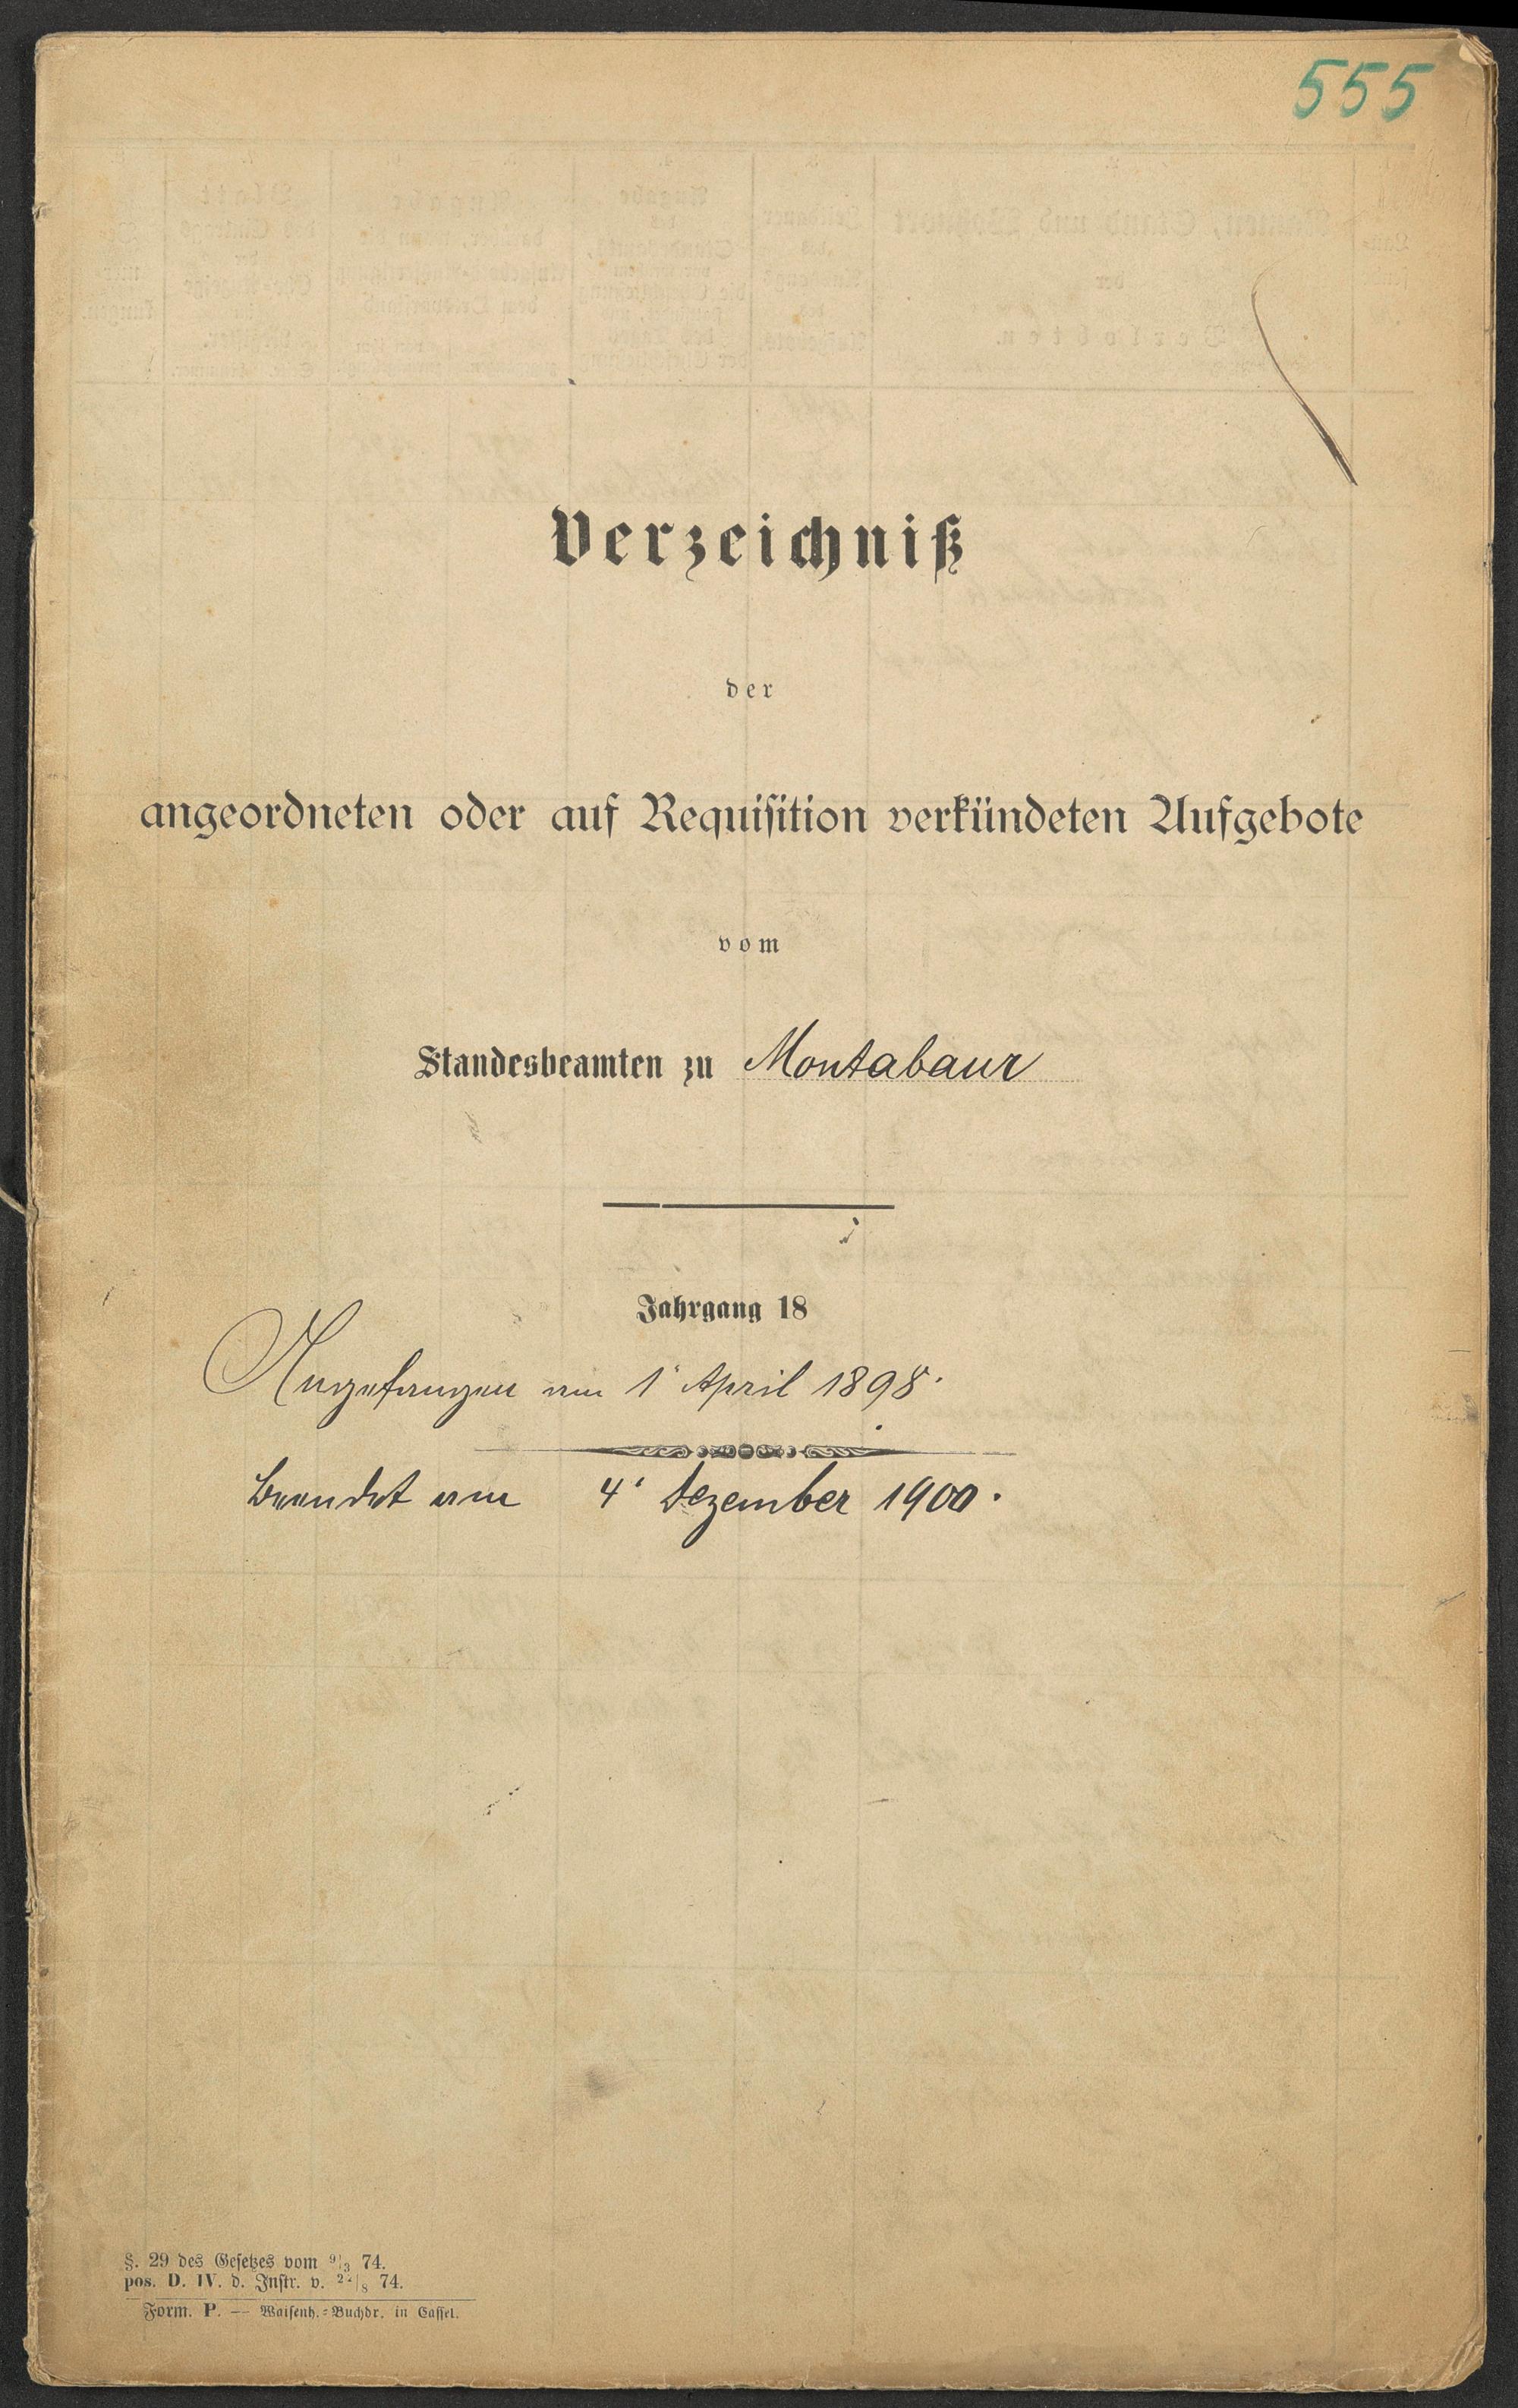 555
Verzeichniß
der
angeordneten oder auf Requisition verkündeten Aufgebote
vom
Standesbeamten zu Montabaur
Jahrgang 18
Angefangen am 1' April 1898.
Beendet am 4' Dezember 1900.
§. 29 des Gesetzes vom 9/3 74.
pos. D. IV. d. Instr. v. 22/8 74.
Form. P. — Waisenh.=Buchdr. in Cassel.